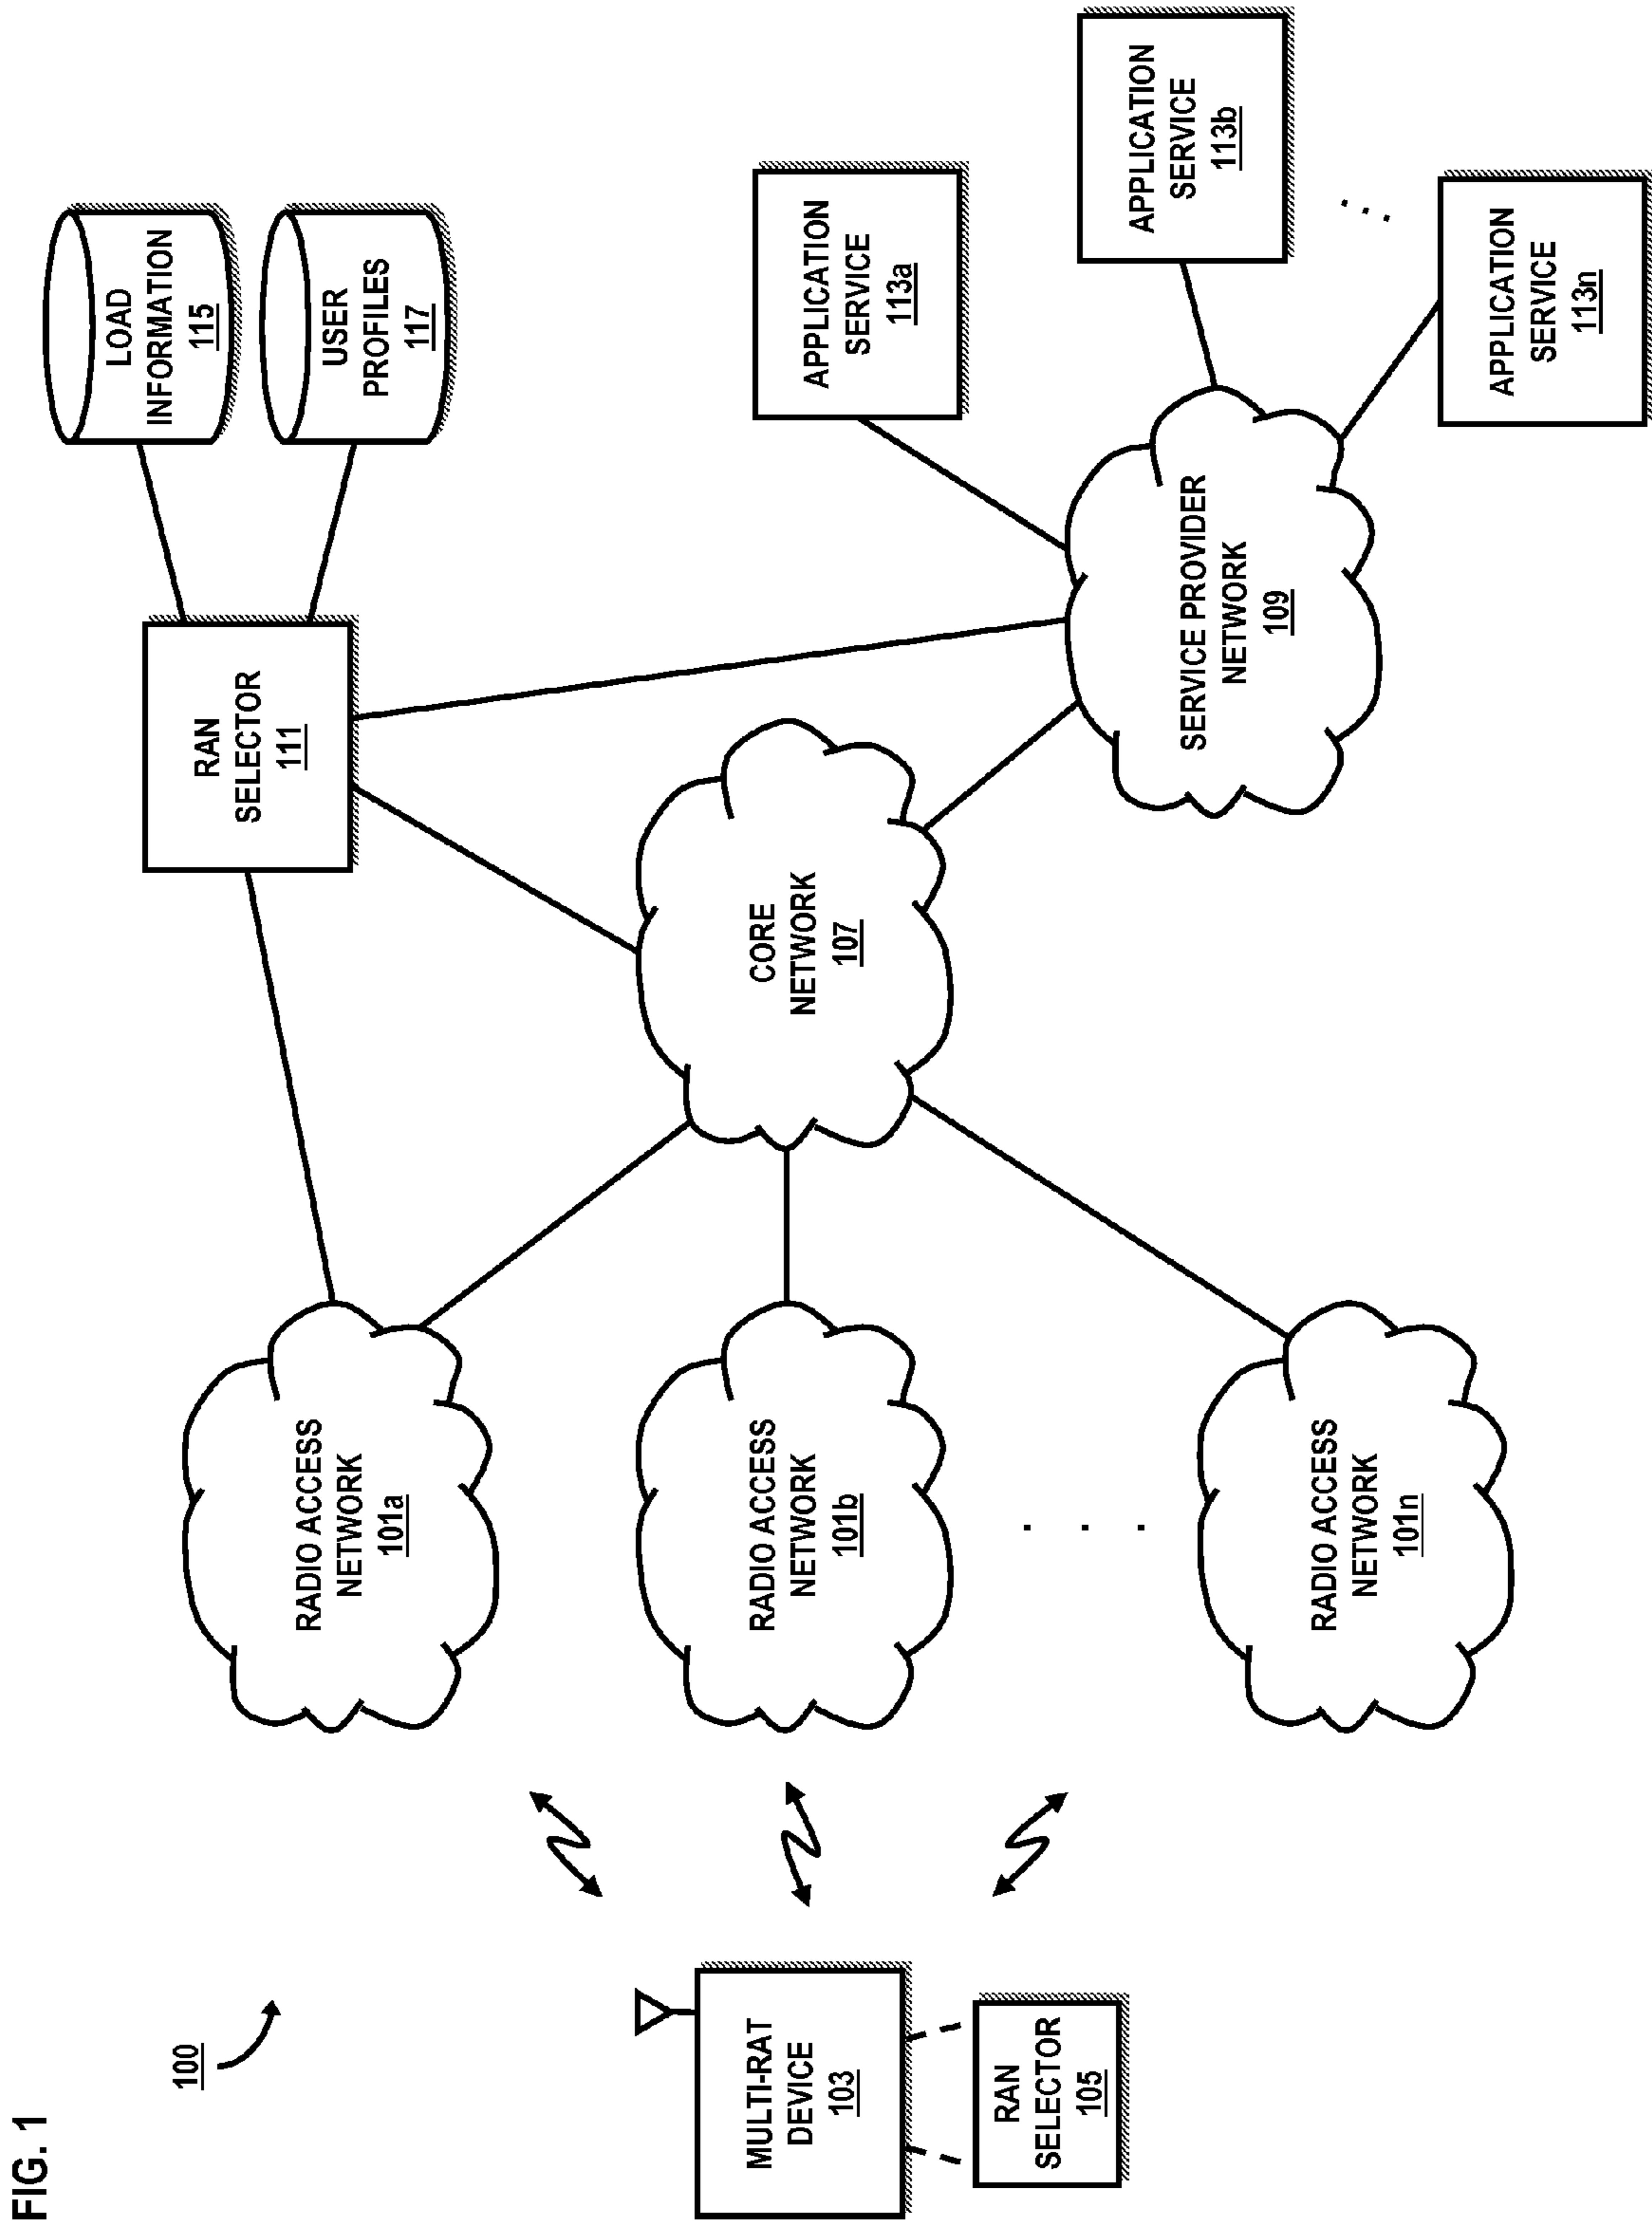 FIG. 1
100
LOAD
INFORMATION
115
USER
PROFILES
117
RAN
SELECTOR
111
RADIO ACCESS
NETWORK
101a
RADIO ACCESS
NETWORK
101b
. . .
RADIO ACCESS
NETWORK
101n
CORE
NETWORK
107
SERVICE PROVIDER
NETWORK
109
APPLICATION
SERVICE
113a
APPLICATION
SERVICE
113b
. . .
APPLICATION
SERVICE
113n
MULTI-RAT
DEVICE
103
RAN
SELECTOR
105